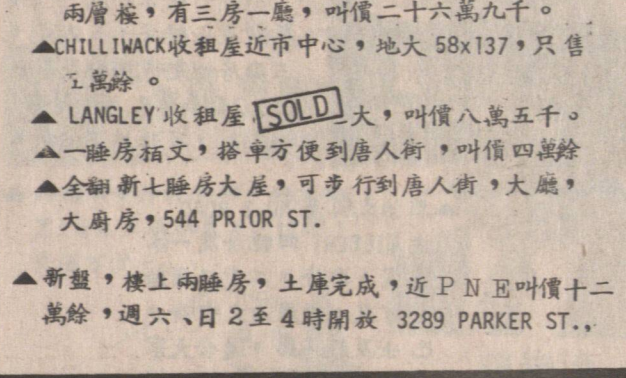 兩層樓，有三房一廳，叫價二十六萬九千。
▲CHILLIWACK收租屋近市中心，地大 58x137，只售
萬餘。
▲ LANGLEY 收租屋 SOLD 大，叫價八萬五千。
▲一睡房栢文，搭車方便到唐人街，叫價四萬餘
▲全翻新七睡房大屋，可步行到唐人街，大廳，
大廚房，544 PRIOR ST.
▲新盤，樓上兩睡房，土庫完成，近PNE叫價十二
萬餘，週六、日2至4時開放 3289 PARKER ST.,